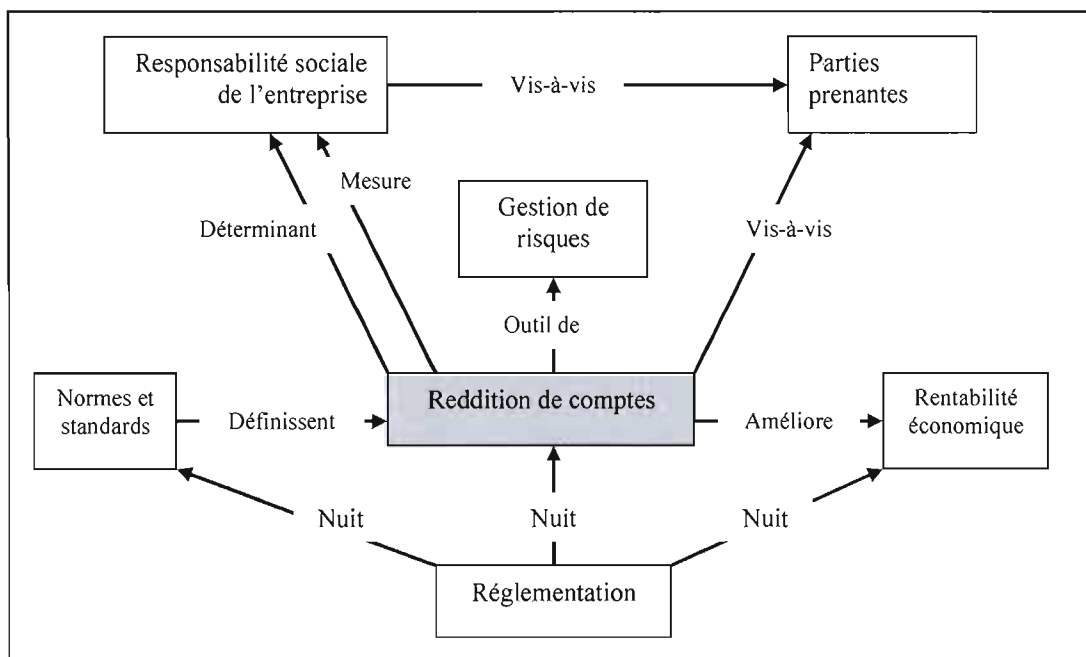 Responsabilité sociale
de l'entreprise
Vis-à-vis
Parties
prenantes
Mesure
Gestion de
risques
Déterminant
Vis-à-vis
Outil de
Normes et
standards
Définissent
Reddition de comptes
Améliore
Rentabilité
économique
Nuit
Nuit
Nuit
Réglementation